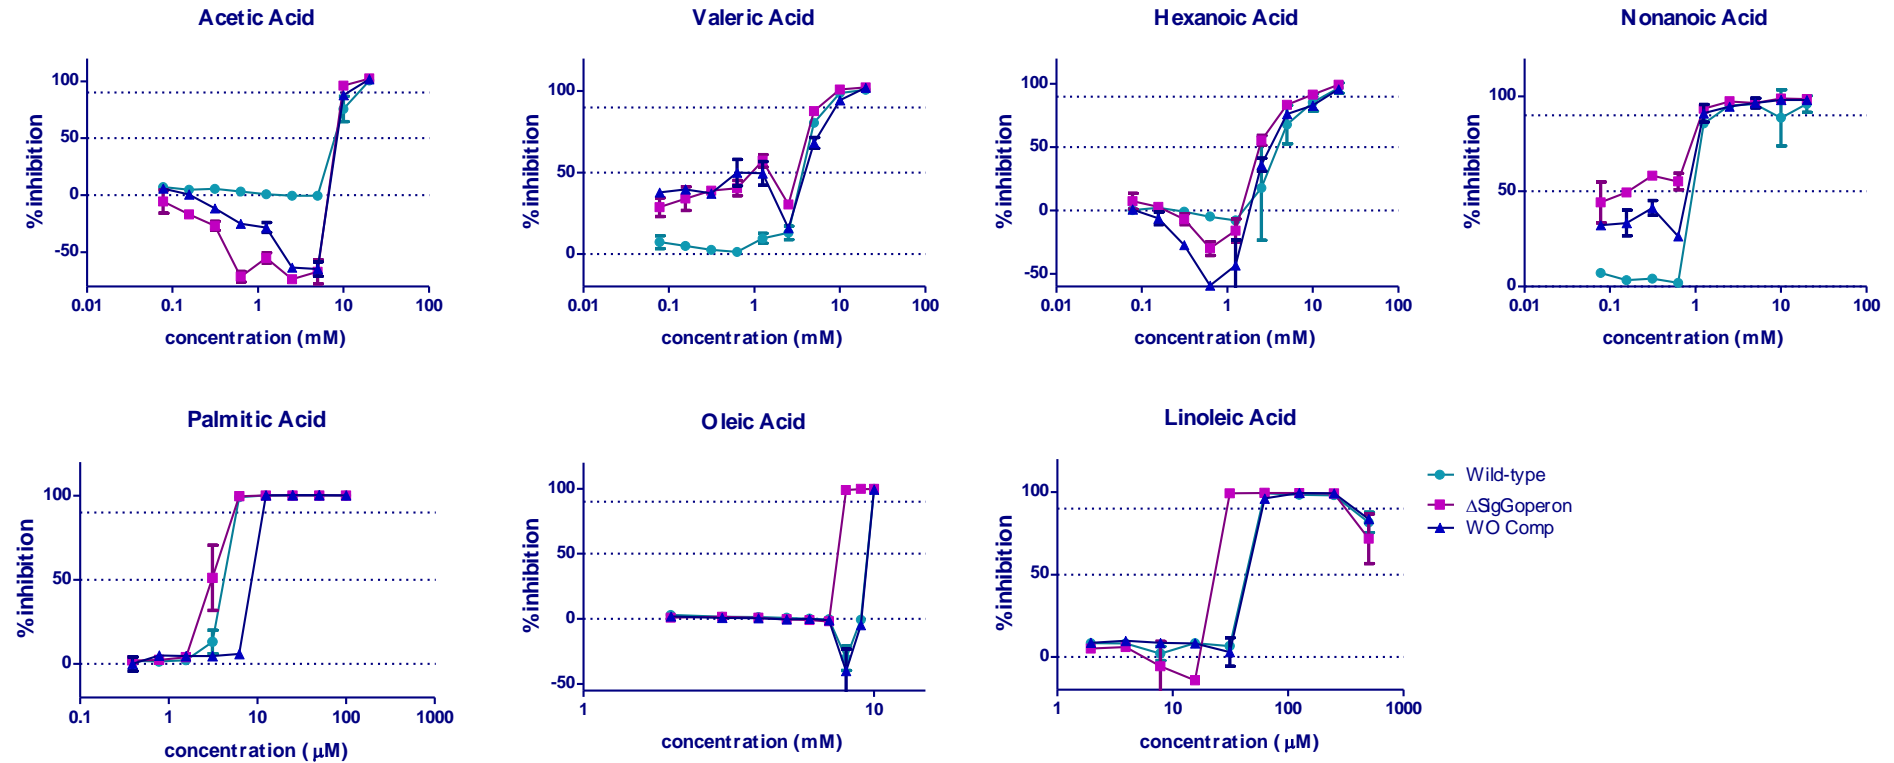 Acetic Acid
% inhibition
100
50
0
-50
0.01 0.1 1 10 100
concentration (mM)
Valeric Acid
% inhibition
100
50
0
0.01 0.1 1 10 100
concentration (mM)
Hexanoic Acid
% inhibition
100
50
0
-50
0.01 0.1 1 10 100
concentration (mM)
Nonanoic Acid
% inhibition
100
50
0
0.01 0.1 1 10 100
concentration (mM)
Palmitic Acid
% inhibition
100
50
0
0.1 1 10 100 1000
concentration ( μM)
Oleic Acid
% inhibition
100
50
0
-50
1 10
concentration (mM)
Linoleic Acid
% inhibition
100
50
0
1 10 100 1000
concentration ( μM)
Wild-type
ΔSigGoperon
WO Comp